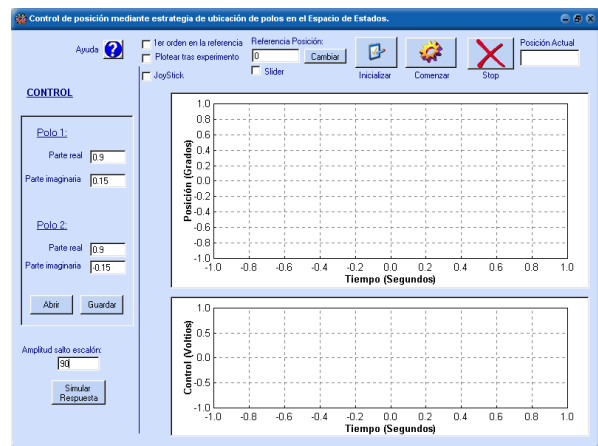 Control de posición mediante estrategia de ubicación de polos en el Espacio de Estados.
Ayuda
1er orden en la referencia
Plotear tras experimento
JoyStick
Referencia Posición:
0
Cambiar
Slider
Inicializar
Comenzar
Stop
Posición Actual
CONTROL
Polo 1:
Parte real 0.9
Parte imaginaria 0.15
Polo 2:
Parte real 0.9
Parte imaginaria -0.15
Abrir
Guardar
Amplitud salto escalón:
90
Simular
Respuesta
Posición (Grados)
1.0
0.8
0.6
0.4
0.2
0.0
-0.2
-0.4
-0.6
-0.8
-1.0
-1.0 -0.8 -0.6 -0.4 -0.2 0.0 0.2 0.4 0.6 0.8 1.0
Tiempo (Segundos)
Control (Voltios)
1.0
0.5
0.0
-0.5
-1.0
-1.0 -0.8 -0.6 -0.4 -0.2 0.0 0.2 0.4 0.6 0.8 1.0
Tiempo (Segundos)